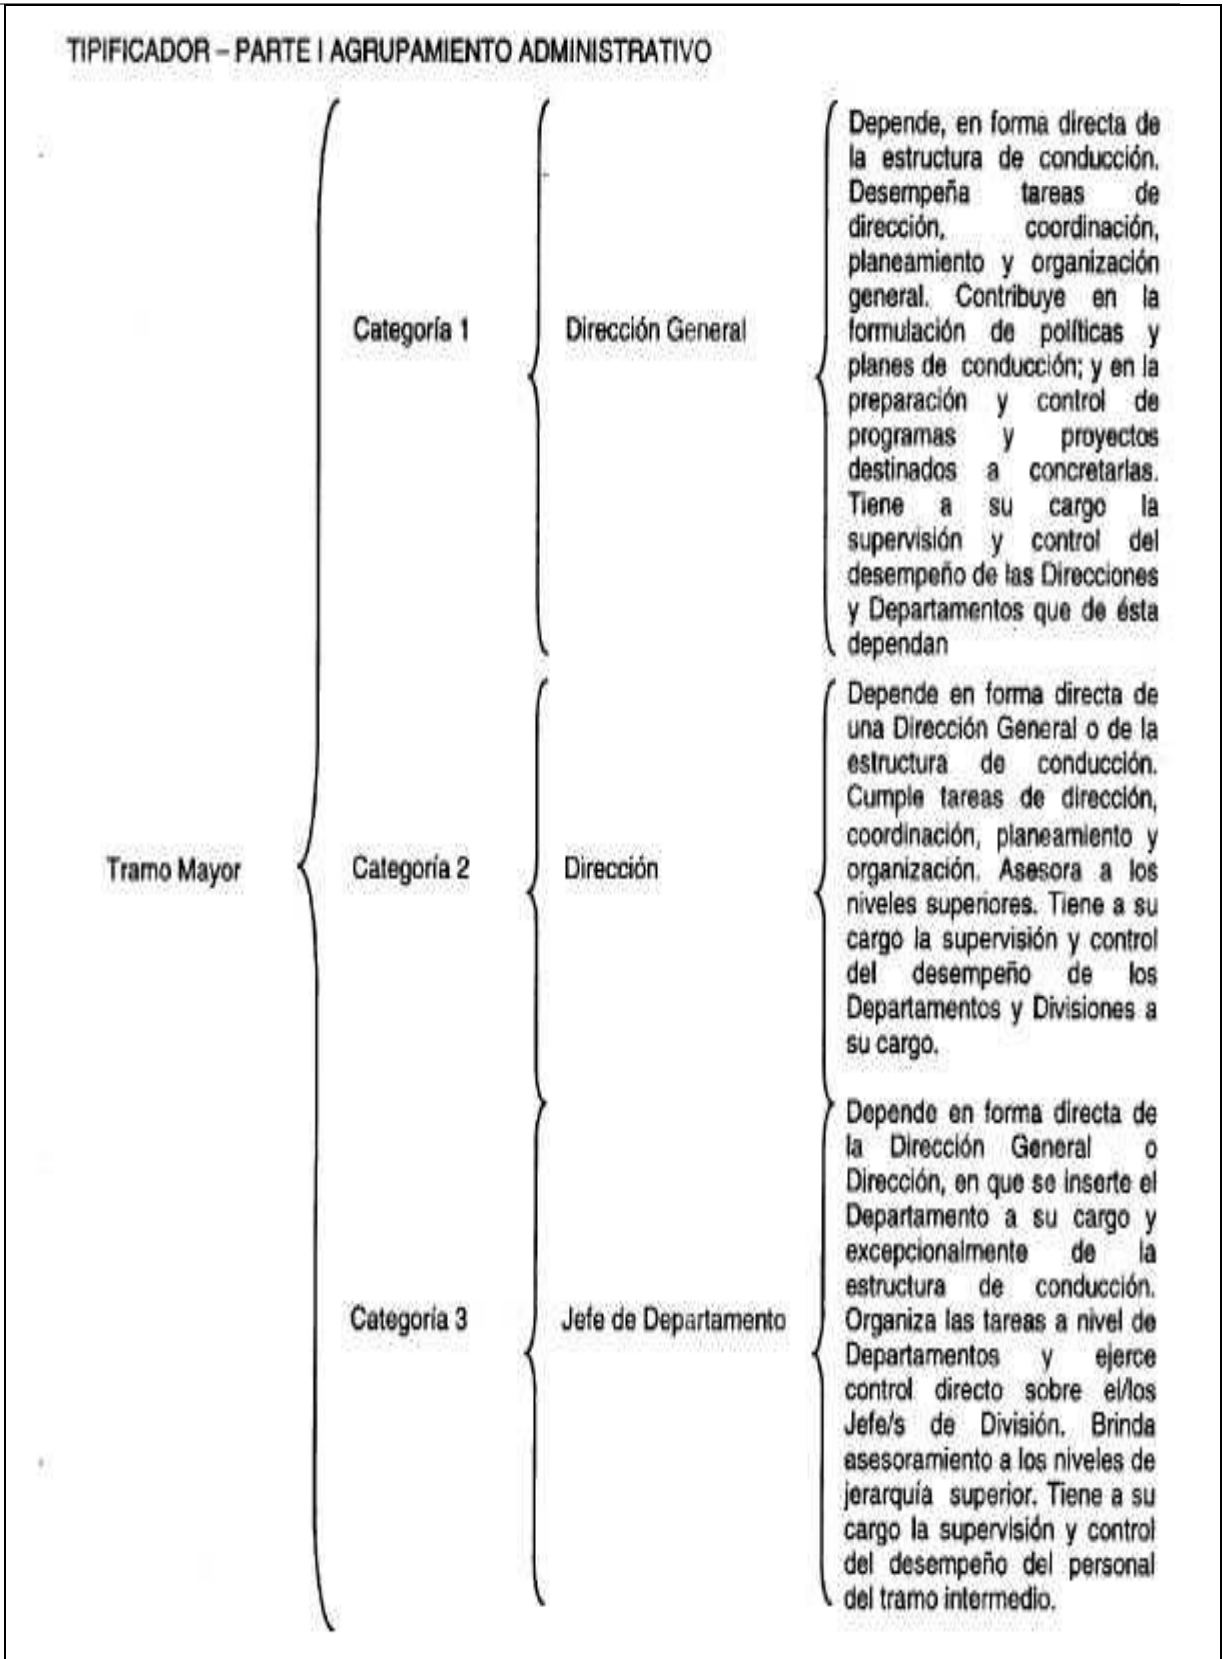 TIPIFICADOR – PARTE I AGRUPAMIENTO ADMINISTRATIVO
Tramo Mayor
Categoría 1
Dirección General
Depende, en forma directa de
la estructura de conducción.
Desempeña tareas de
dirección, coordinación,
planeamiento y organización
general. Contribuye en la
formulación de políticas y
planes de conducción; y en la
preparación y control de
programas y proyectos
destinados a concretarlas.
Tiene a su cargo la
supervisión y control del
desempeño de las Direcciones
y Departamentos que de ésta
dependan
Categoría 2
Dirección
Depende en forma directa de
una Dirección General o de la
estructura de conducción.
Cumple tareas de dirección,
coordinación, planeamiento y
organización. Asesora a los
niveles superiores. Tiene a su
cargo la supervisión y control
del desempeño de los
Departamentos y Divisiones a
su cargo.
Categoría 3
Jefe de Departamento
Depende en forma directa de
la Dirección General o
Dirección, en que se inserte el
Departamento a su cargo y
excepcionalmente de la
estructura de conducción.
Organiza las tareas a nivel de
Departamentos y ejerce
control directo sobre el/los
Jefe/s de División. Brinda
asesoramiento a los niveles de
jerarquía superior. Tiene a su
cargo la supervisión y control
del desempeño del personal
del tramo intermedio.